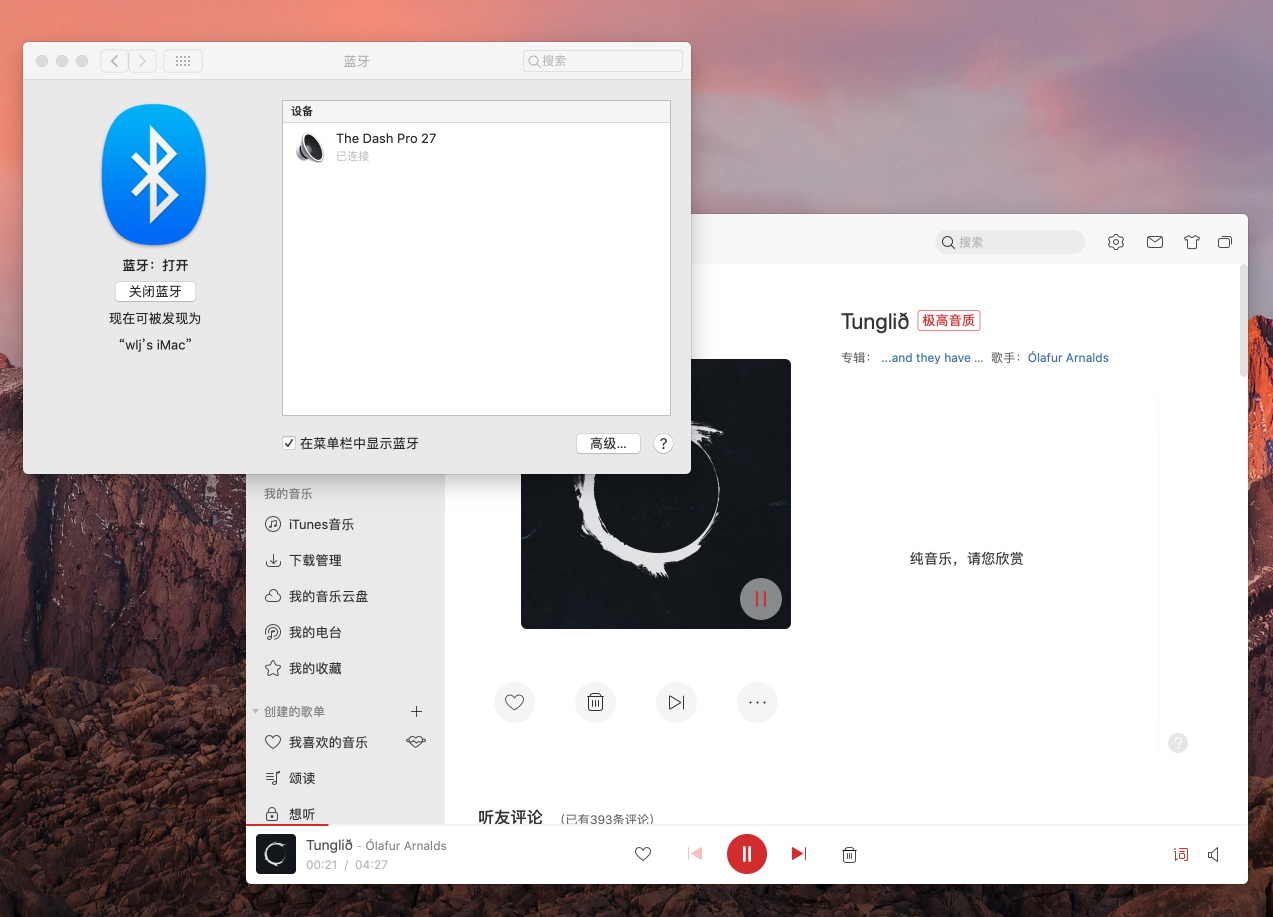 蓝牙
搜索
设备
The Dash Pro 27
已连接
蓝牙：打开
关闭蓝牙
现在可被发现为
“wlj’s iMac”
在菜单栏中显示蓝牙
高级...
?
搜索
Tunglið 极高音质
专辑： ...and they have ... 歌手： Ólafur Arnalds
纯音乐，请您欣赏
?
我的音乐
iTunes音乐
下载管理
我的音乐云盘
我的电台
我的收藏
创建的歌单
我喜欢的音乐
颂读
想听
听友评论 (已有393条评论)
Tunglið - Ólafur Arnalds
00:21 / 04:27
词